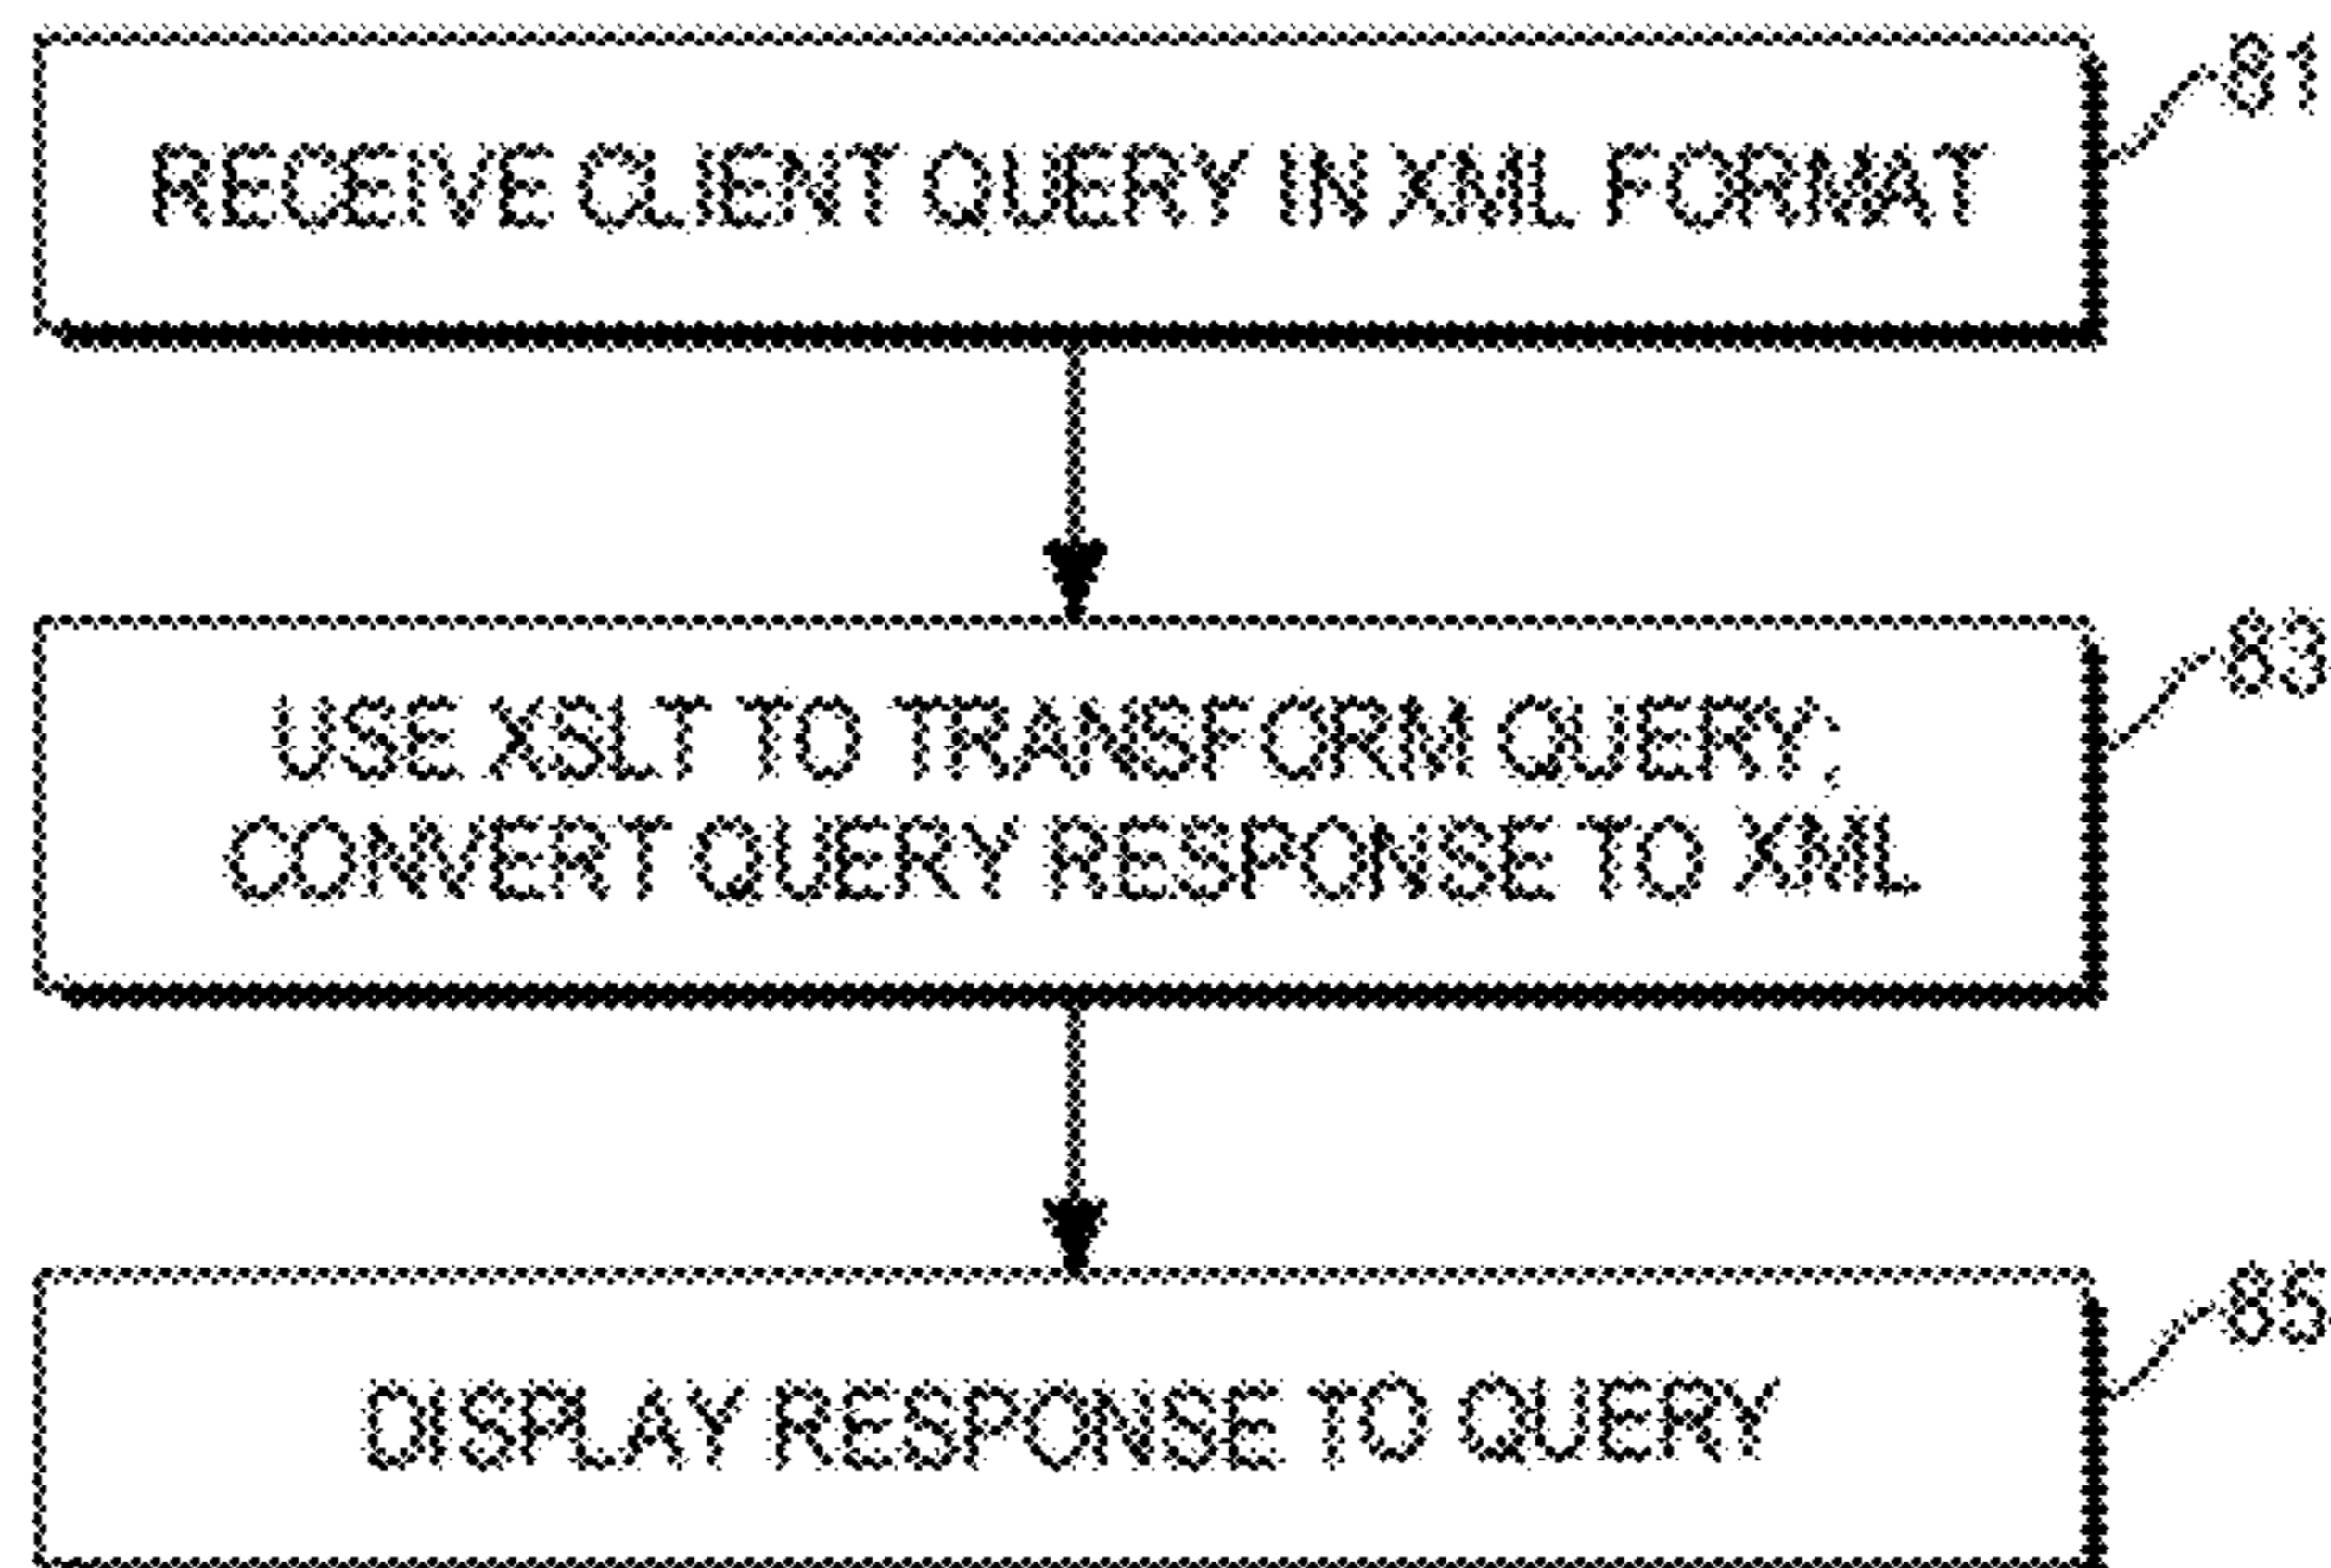 81
RECEIVE CLIENT QUERY IN XML FORMAT
83
USE XSLT TO TRANSFORM QUERY;
CONVERT QUERY RESPONSE TO XML
85
DISPLAY RESPONSE TO QUERY